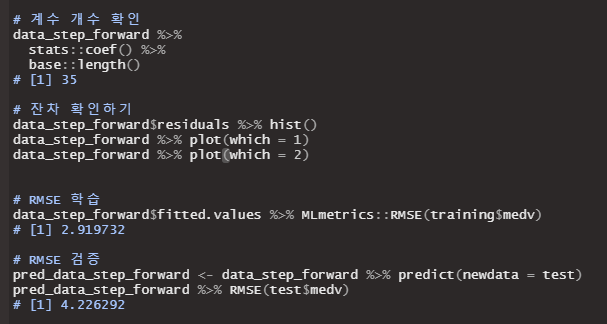 # 계수 개수 확인
data_step_forward %>%
  stats::coef() %>%
  base::length()
# [1] 35
# 잔차 확인하기
data_step_forward$residuals %>% hist()
data_step_forward %>% plot(which = 1)
data_step_forward %>% plot(which = 2)
# RMSE 학습
data_step_forward$fitted.values %>% MLmetrics::RMSE(training$medv)
# [1] 2.919732
# RMSE 검증
pred_data_step_forward <- data_step_forward %>% predict(newdata = test)
pred_data_step_forward %>% RMSE(test$medv)
# [1] 4.226292